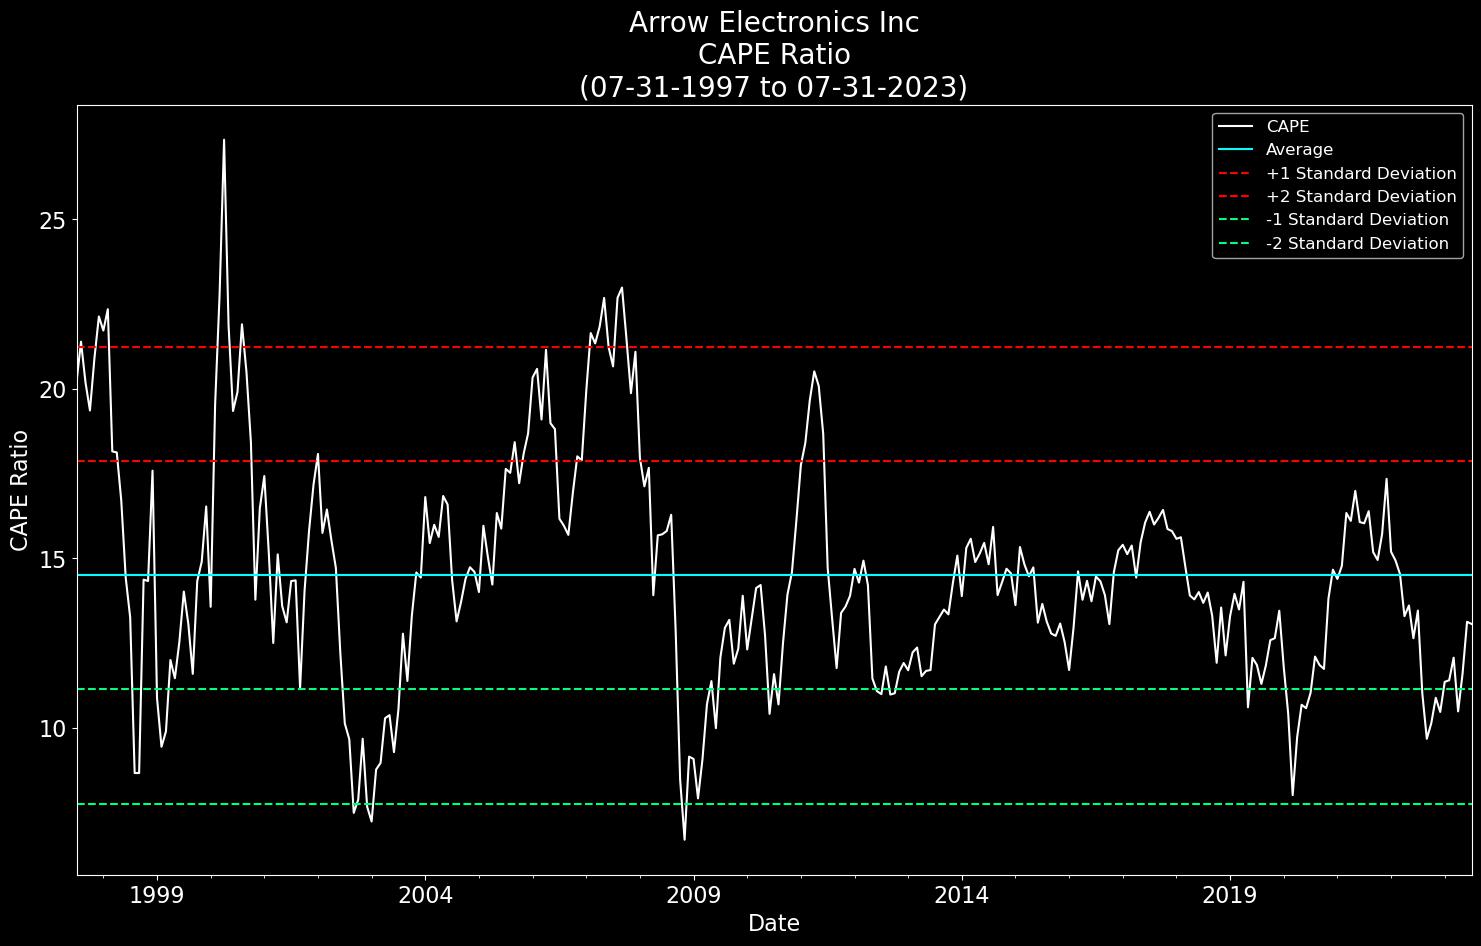 Arrow Electronics Inc
CAPE Ratio
(07-31-1997 to 07-31-2023)
CAPE
Average
+1 Standard Deviation
+2 Standard Deviation
-1 Standard Deviation
-2 Standard Deviation
25
20
15
10
CAPE Ratio
1999
2004
2009
2014
2019
Date